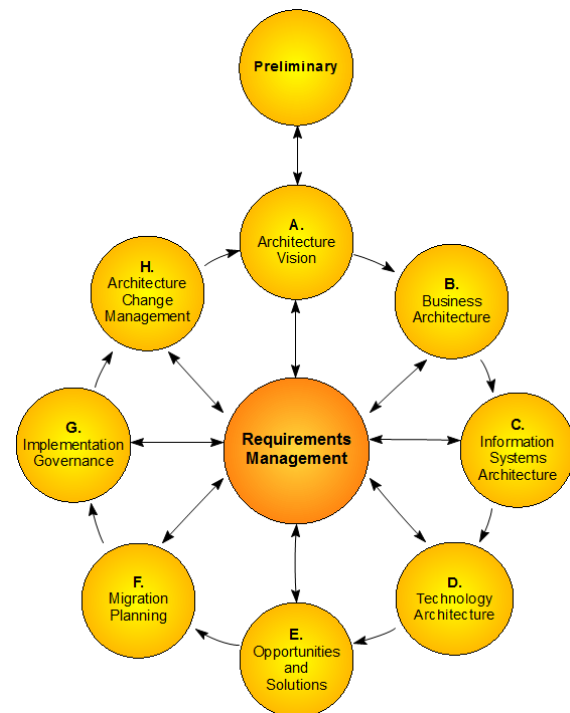 Preliminary
A.
Architecture
Vision
B.
Business
Architecture
C.
Information
Systems
Architecture
D.
Technology
Architecture
E.
Opportunities
and
Solutions
F.
Migration
Planning
G.
Implementation
Governance
H.
Architecture
Change
Management
Requirements
Management